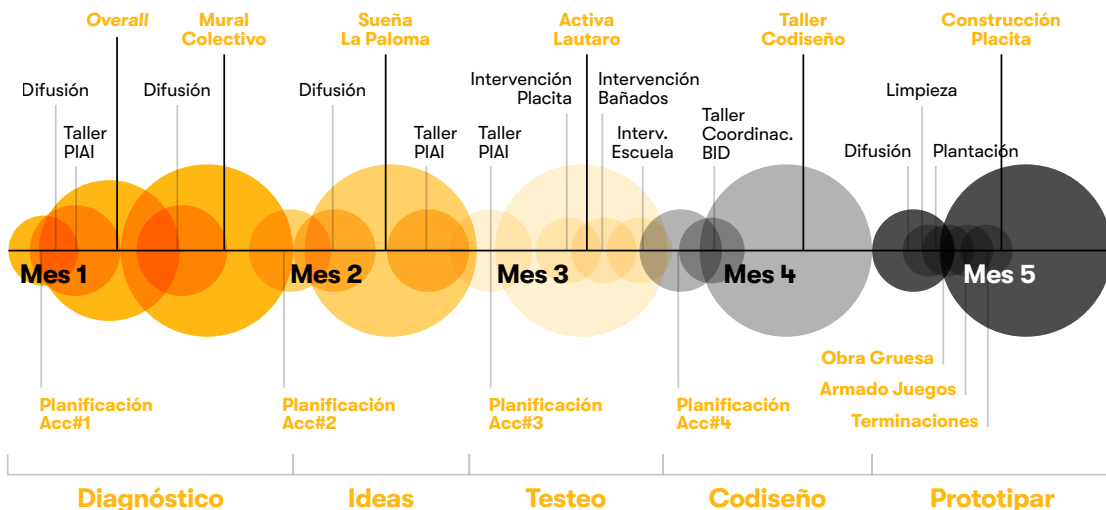 Overall
Mural
Colectivo
Sueña
La Paloma
Activa
Lautaro
Taller
Codiseño
Construcción
Placita
Difusión
Taller
PIAI
Difusión
Difusión
Taller
PIAI
Intervención
Placita
Taller
PIAI
Intervención
Bañados
Interv.
Escuela
Taller
Coordinac.
BID
Limpieza
Difusión
Plantación
Mes 1
Mes 2
Mes 3
Mes 4
Mes 5
Obra Gruesa
Armado Juegos
Terminaciones
Planificación
Acc#1
Planificación
Acc#2
Planificación
Acc#3
Planificación
Acc#4
Diagnóstico
Ideas
Testeo
Codiseño
Prototipar